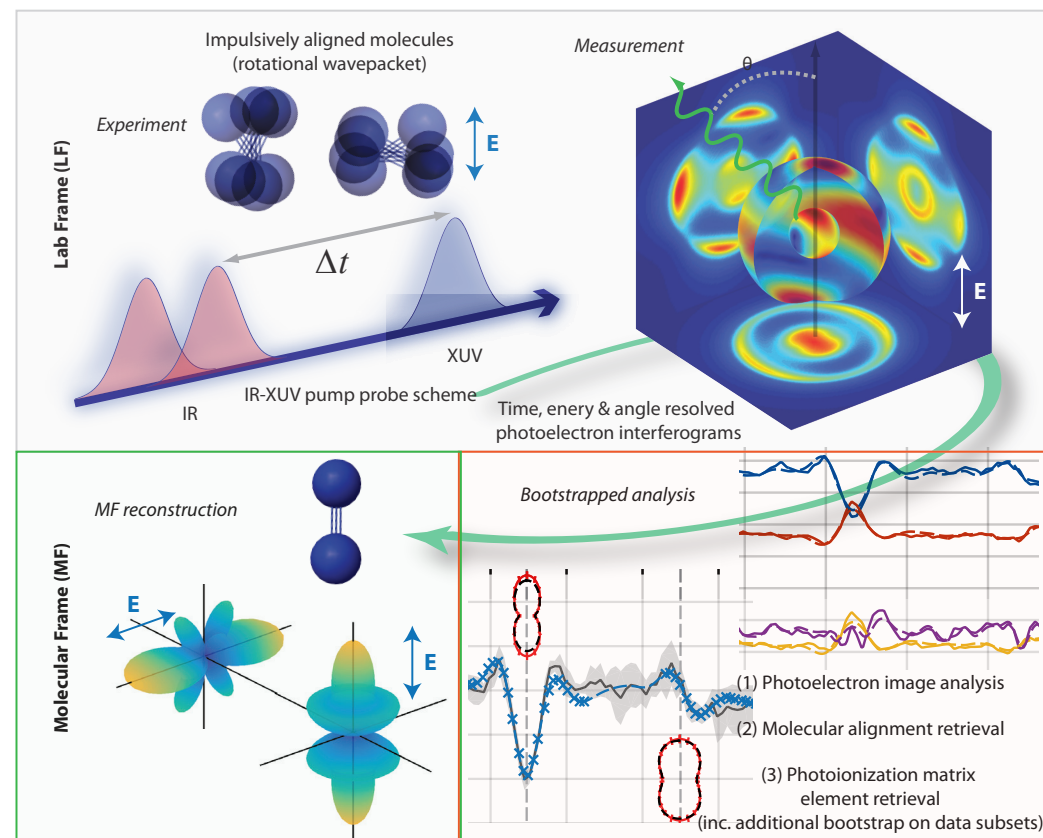 Impulsively aligned molecules
(rotational wavepacket)
Measurement
θ
Experiment
E
Lab Frame (LF)
Δt
E
XUV
IR
IR-XUV pump probe scheme
Time, enery & angle resolved
photoelectron interferograms
MF reconstruction
Bootstrapped analysis
Molecular Frame (MF)
E
E
(1) Photoelectron image analysis
(2) Molecular alignment retrieval
(3) Photoionization matrix
element retrieval
(inc. additional bootstrap on data subsets)